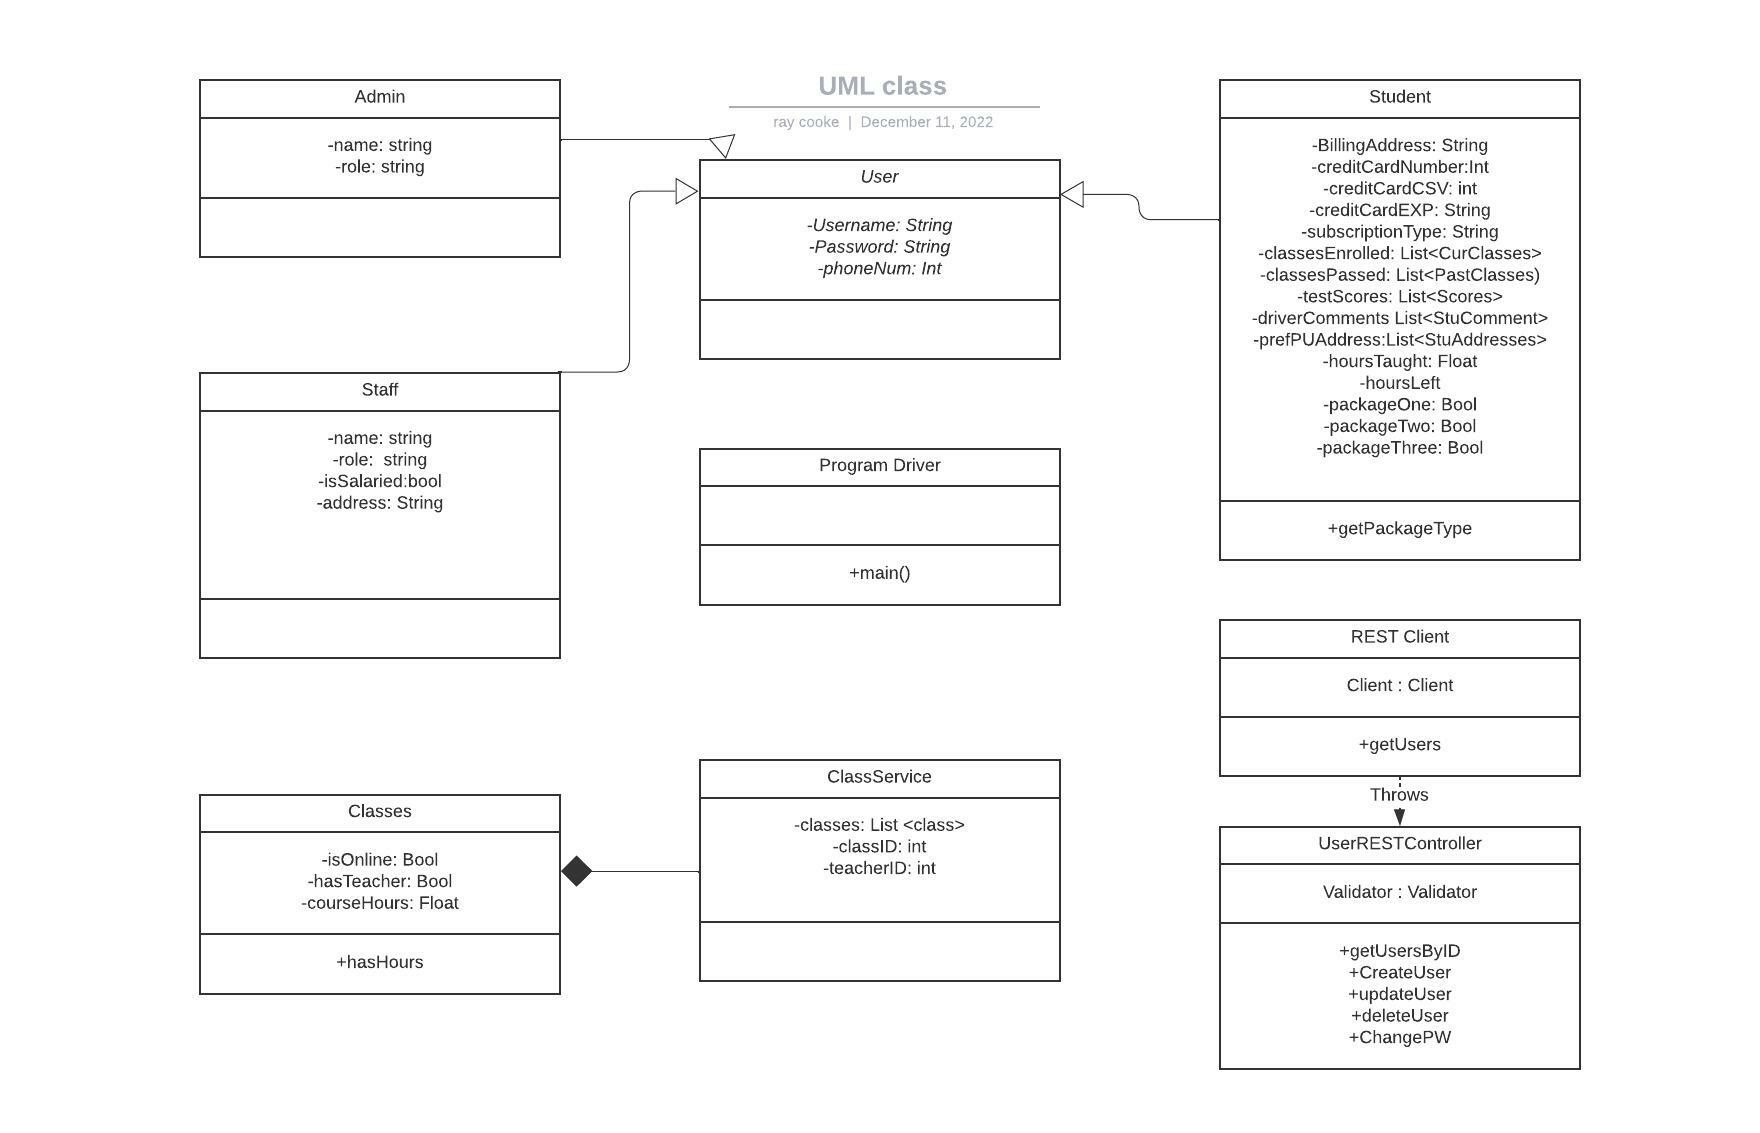 UML class
ray cooke | December 11, 2022
Admin
-name: string
-role: string
User
-Username: String
-Password: String
-phoneNum: Int
Student
-BillingAddress: String
-creditCardNumber:Int
-creditCardCSV: int
-creditCardEXP: String
-subscriptionType: String
-classesEnrolled: List<CurClasses>
-classesPassed: List<PastClasses)
-testScores: List<Scores>
-driverComments List<StuComment>
-prefPUAddress:List<StuAddresses>
-hoursTaught: Float
-hoursLeft
-packageOne: Bool
-packageTwo: Bool
-packageThree: Bool
+getPackageType
Staff
-name: string
-role:  string
-isSalaried:bool
-address: String
Program Driver
+main()
REST Client
Client : Client
+getUsers
Throws
UserRESTController
Validator : Validator
+getUsersByID
+CreateUser
+updateUser
+deleteUser
+ChangePW
Classes
-isOnline: Bool
-hasTeacher: Bool
-courseHours: Float
+hasHours
ClassService
-classes: List <class>
-classID: int
-teacherID: int